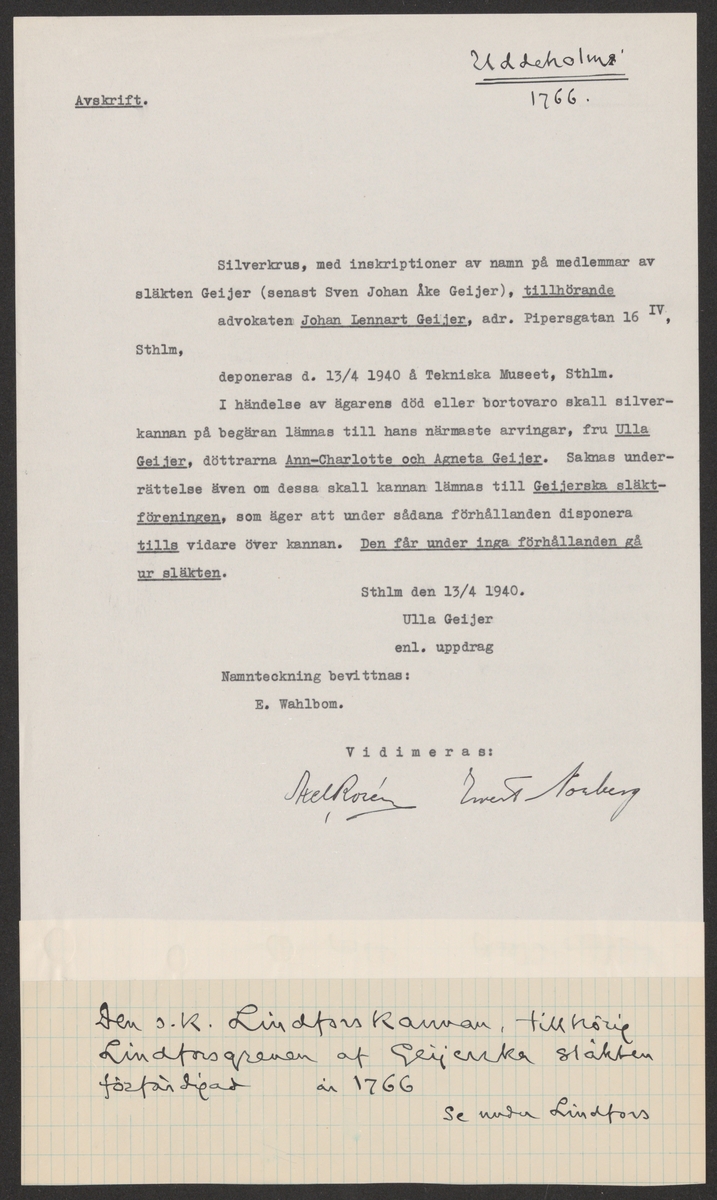 Uddeholms
1766.
Avskrift.
Silverkrus, med inskriptioner av namn på medlemmar av
släkten Geijer (senast Sven Johan Åke Geijer), tillhörande
advokaten Johan Lennart Geijer, adr. Pipersgatan 16 IV,
Sthlm,
deponeras d. 13/4 1940 å Tekniska Museet, Sthlm.
I händelse av ägarens död eller bortovaro skall silver-
kannan på begäran lämnas till hans närmaste arvingar, fru Ulla
Geijer, döttrarna Ann-Charlotte och Agneta Geijer. Saknas under-
rättelse även om dessa skall kannan lämnas till Geijerska släkt-
föreningen, som äger att under sådana förhållanden disponera
tills vidare över kannan. Den får under inga förhållanden gå
ur släkten.
Sthlm den 13/4 1940.
Ulla Geijer
enl. uppdrag
Namnteckning bevittnas:
E. Wahlbom.
Vidimeras:
Axel Rosén Ewert Norberg
Den s.k. Lindforskannan, tillhörig
Lindforsgrenen af Geijerska släkten
förfärdigad år 1766
Se under Lindfors